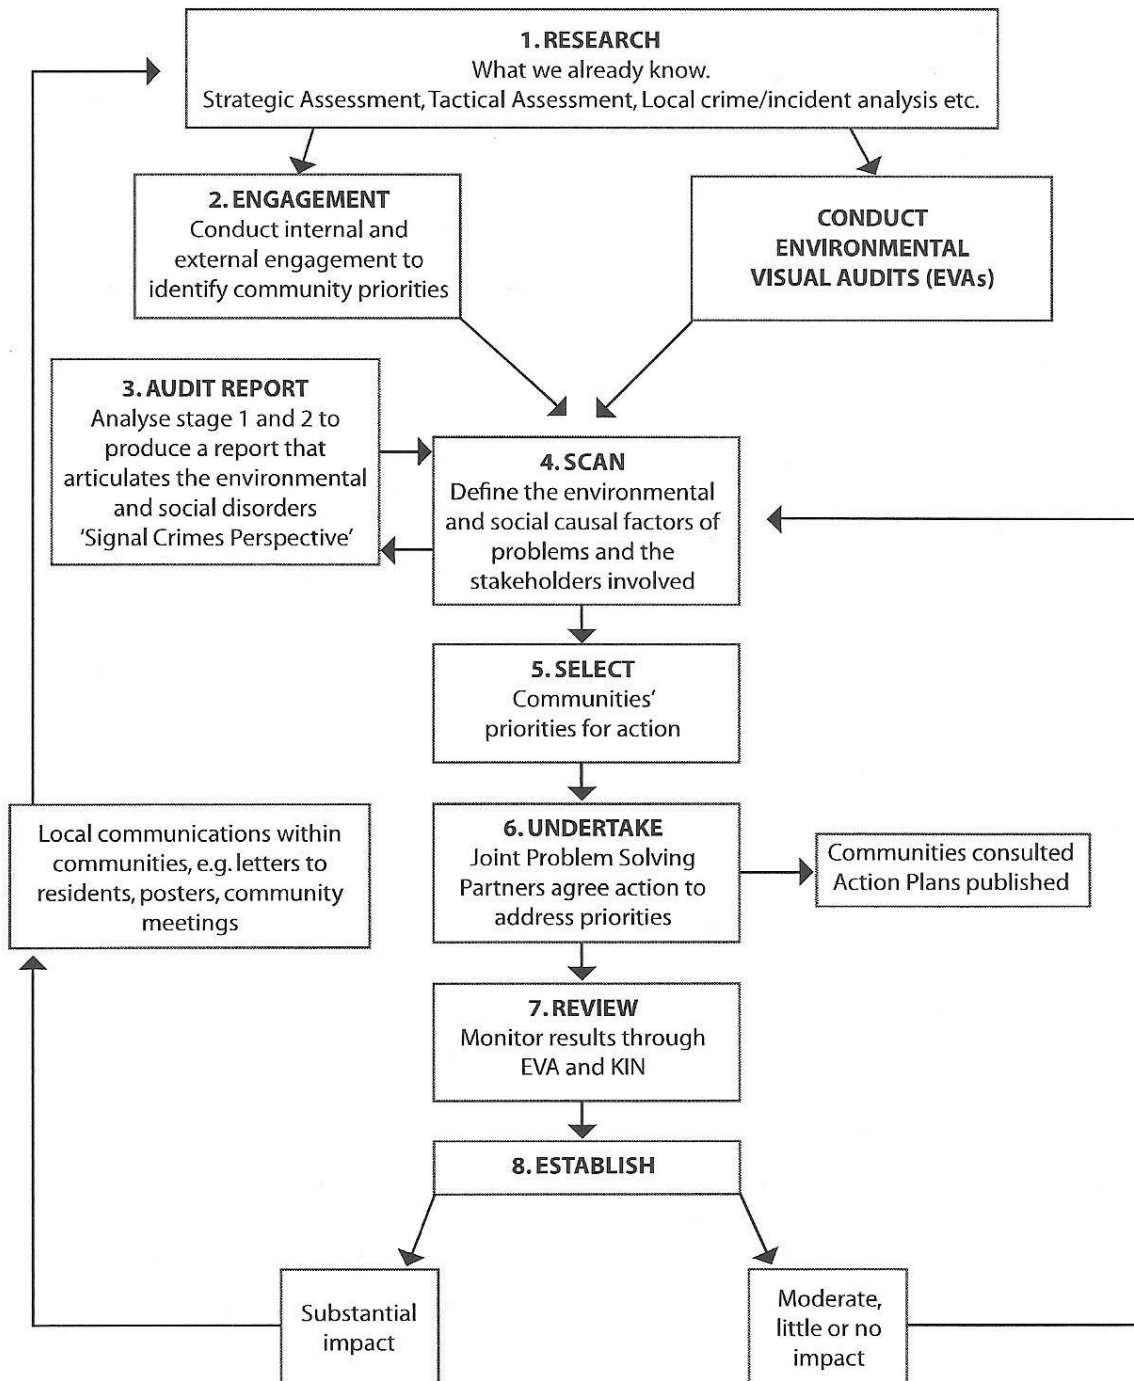 1. RESEARCH
What we already know.
Strategic Assessment, Tactical Assessment, Local crime/incident analysis etc.
2. ENGAGEMENT
Conduct internal and
external engagement to
identify community priorities
CONDUCT
ENVIRONMENTAL
VISUAL AUDITS (EVAs)
3. AUDIT REPORT
Analyse stage 1 and 2 to
produce a report that
articulates the environmental
and social disorders
‘Signal Crimes Perspective’
4. SCAN
Define the environmental
and social causal factors of
problems and the
stakeholders involved
5. SELECT
Communities’
priorities for action
6. UNDERTAKE
Joint Problem Solving
Partners agree action to
address priorities
Communities consulted
Action Plans published
Local communications within
communities, e.g. letters to
residents, posters, community
meetings
7. REVIEW
Monitor results through
EVA and KIN
8. ESTABLISH
Substantial
impact
Moderate,
little or no
impact